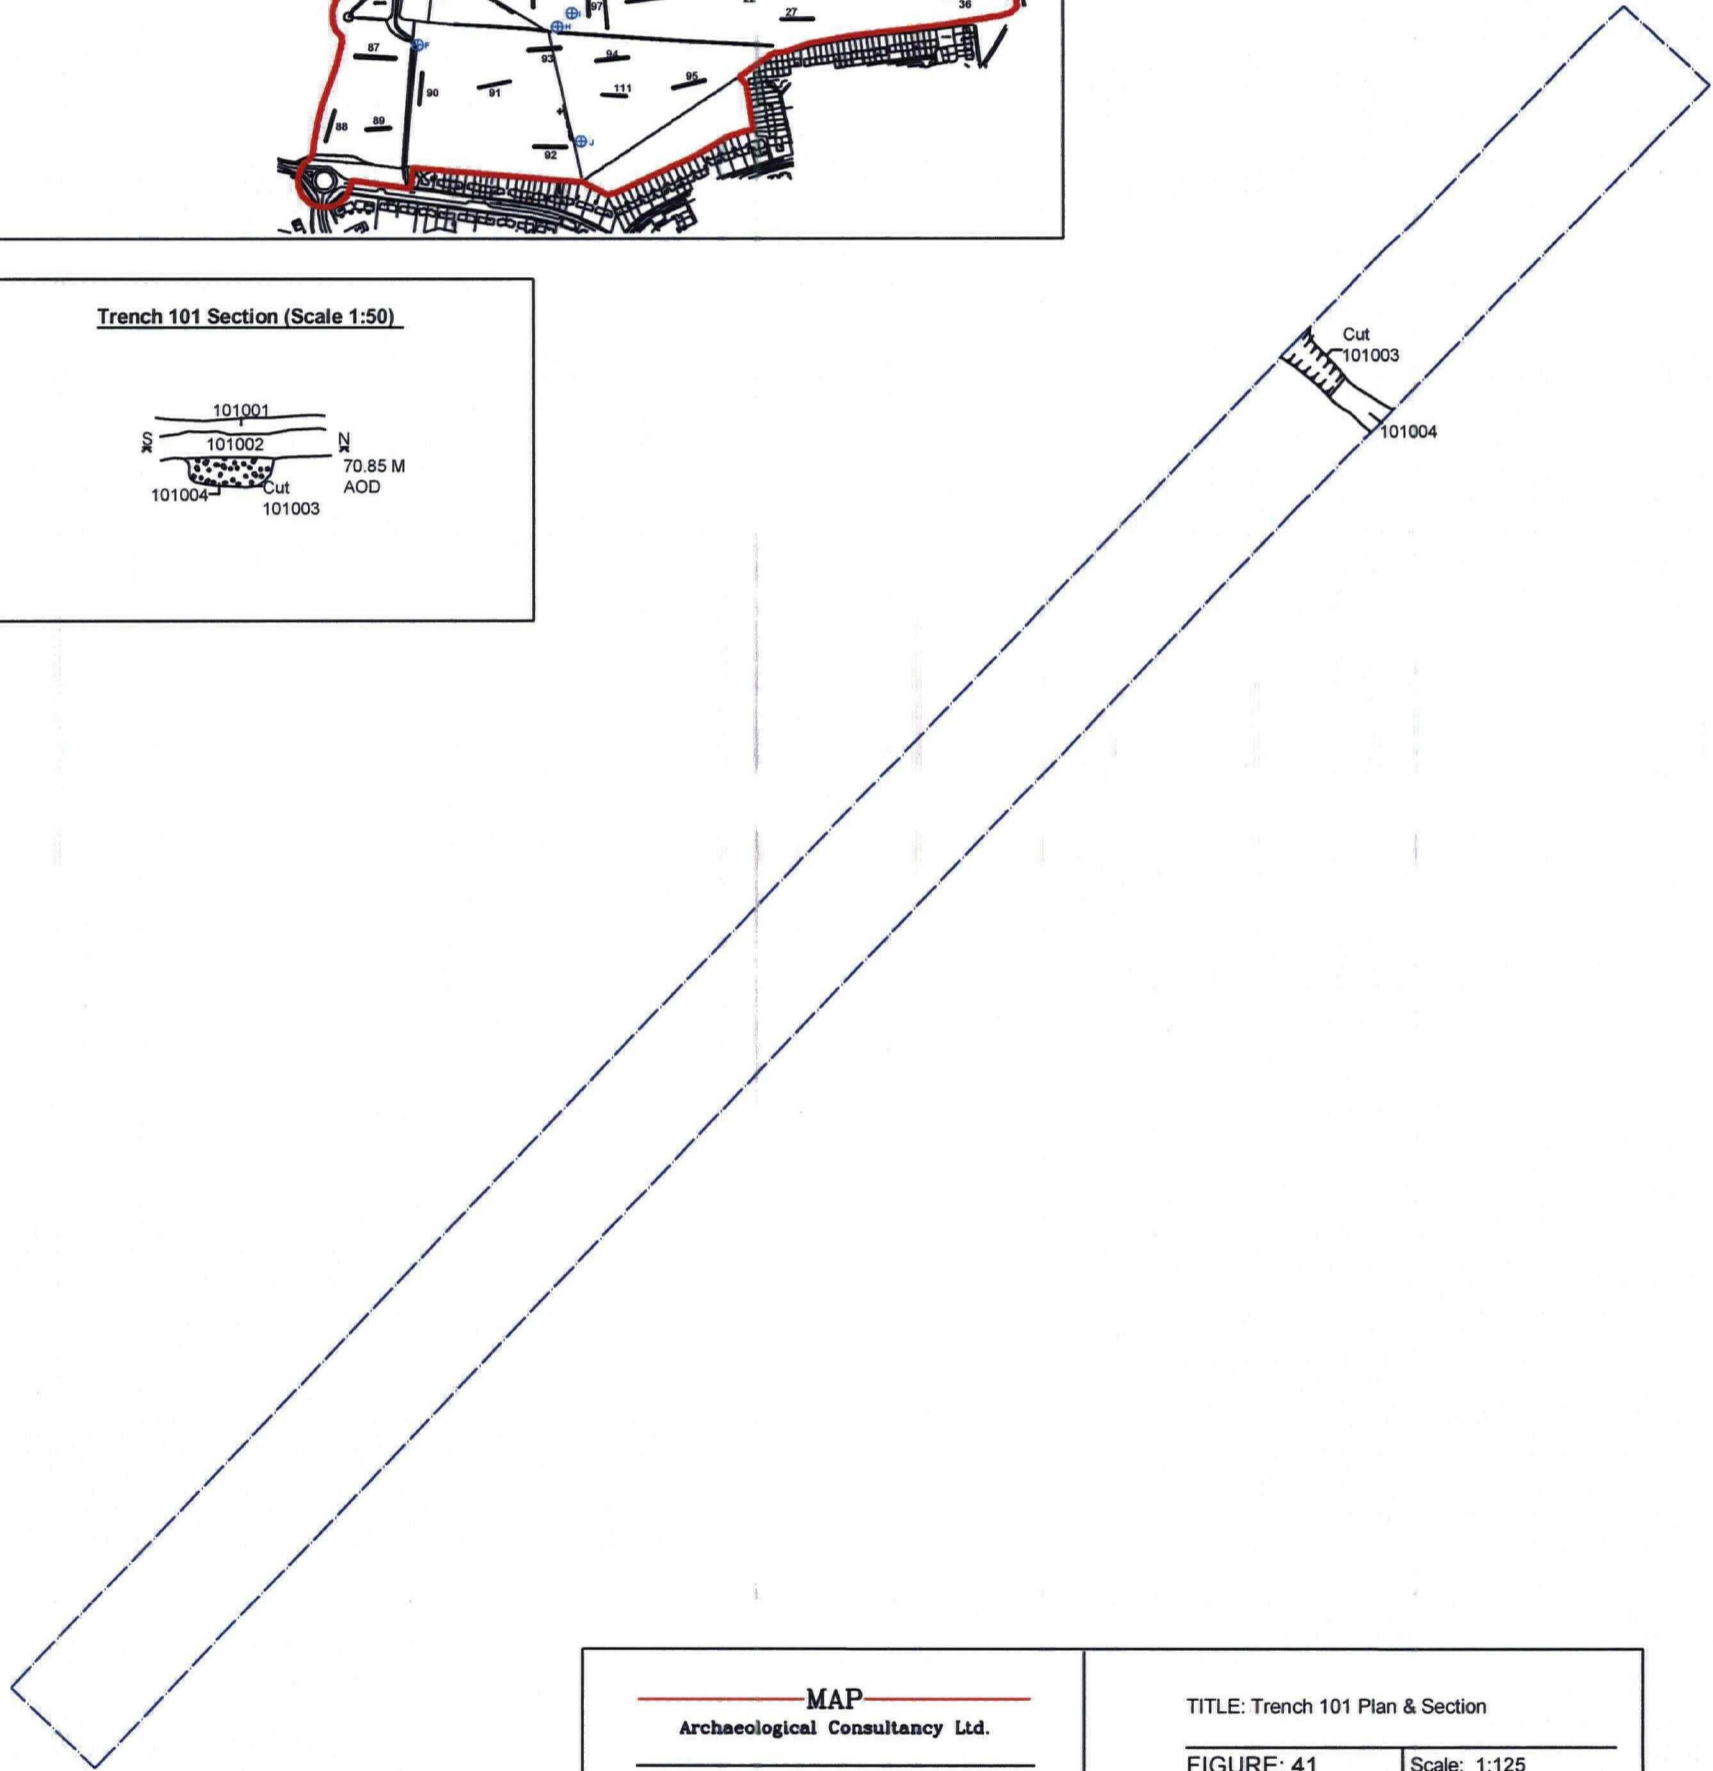 97
22
27
36
H
F
87
93
94
95
90
91
111
88
89
92
J
Trench 101 Section (Scale 1:50)
101001
S
101002
N
70.85 M
AOD
101004
Cut
101003
Cut
101003
101004
MAP
Archaeological Consultancy Ltd.
TITLE: Trench 101 Plan & Section
FIGURE: 41
Scale: 1:125